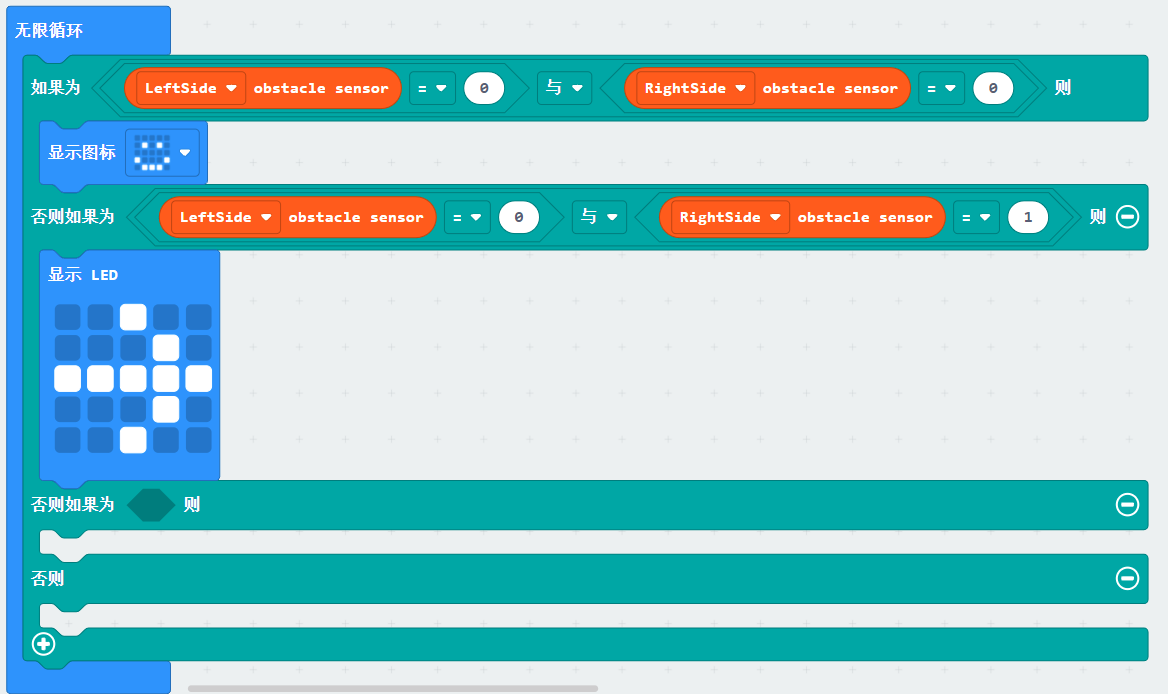 无限循环
如果为 LeftSide obstacle sensor = 0 与 RightSide obstacle sensor = 0 则
显示图标
否则如果为 LeftSide obstacle sensor = 0 与 RightSide obstacle sensor = 1 则
显示 LED
否则如果为 则
否则